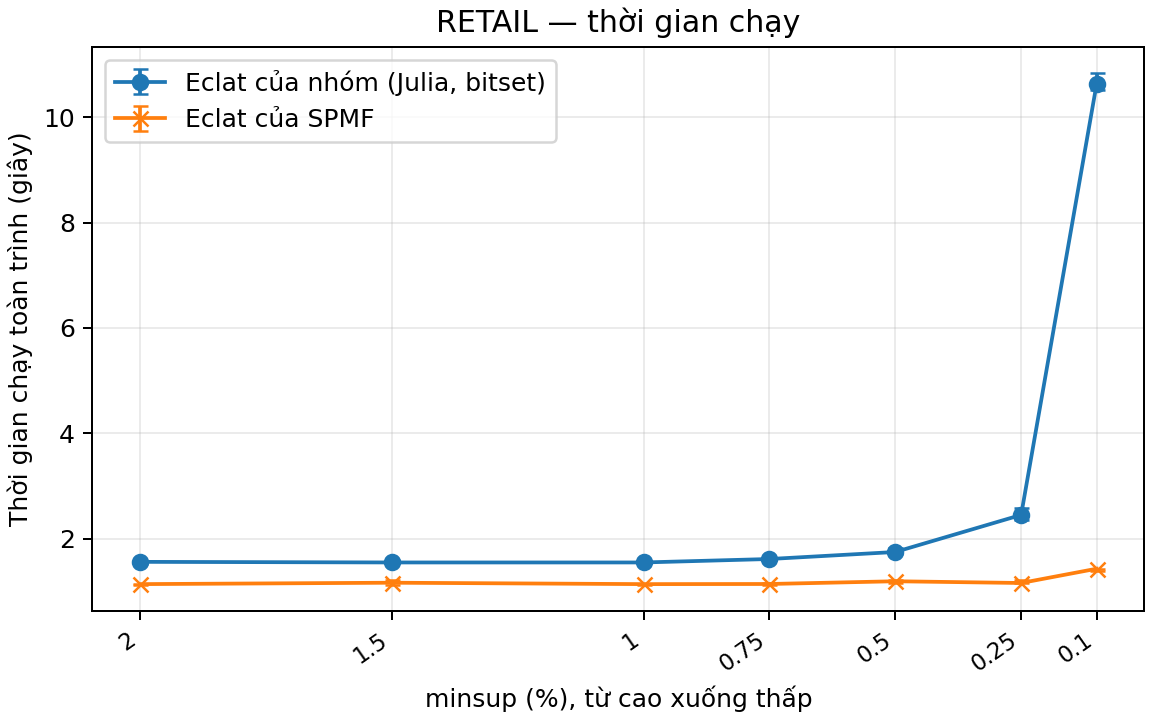 RETAIL — thời gian chạy
Eclat của nhóm (Julia, bitset)
Eclat của SPMF
Thời gian chạy toàn trình (giây)
10
8
6
4
2
2
1.5
1
0.75
0.5
0.25
0.1
minsup (%), từ cao xuống thấp